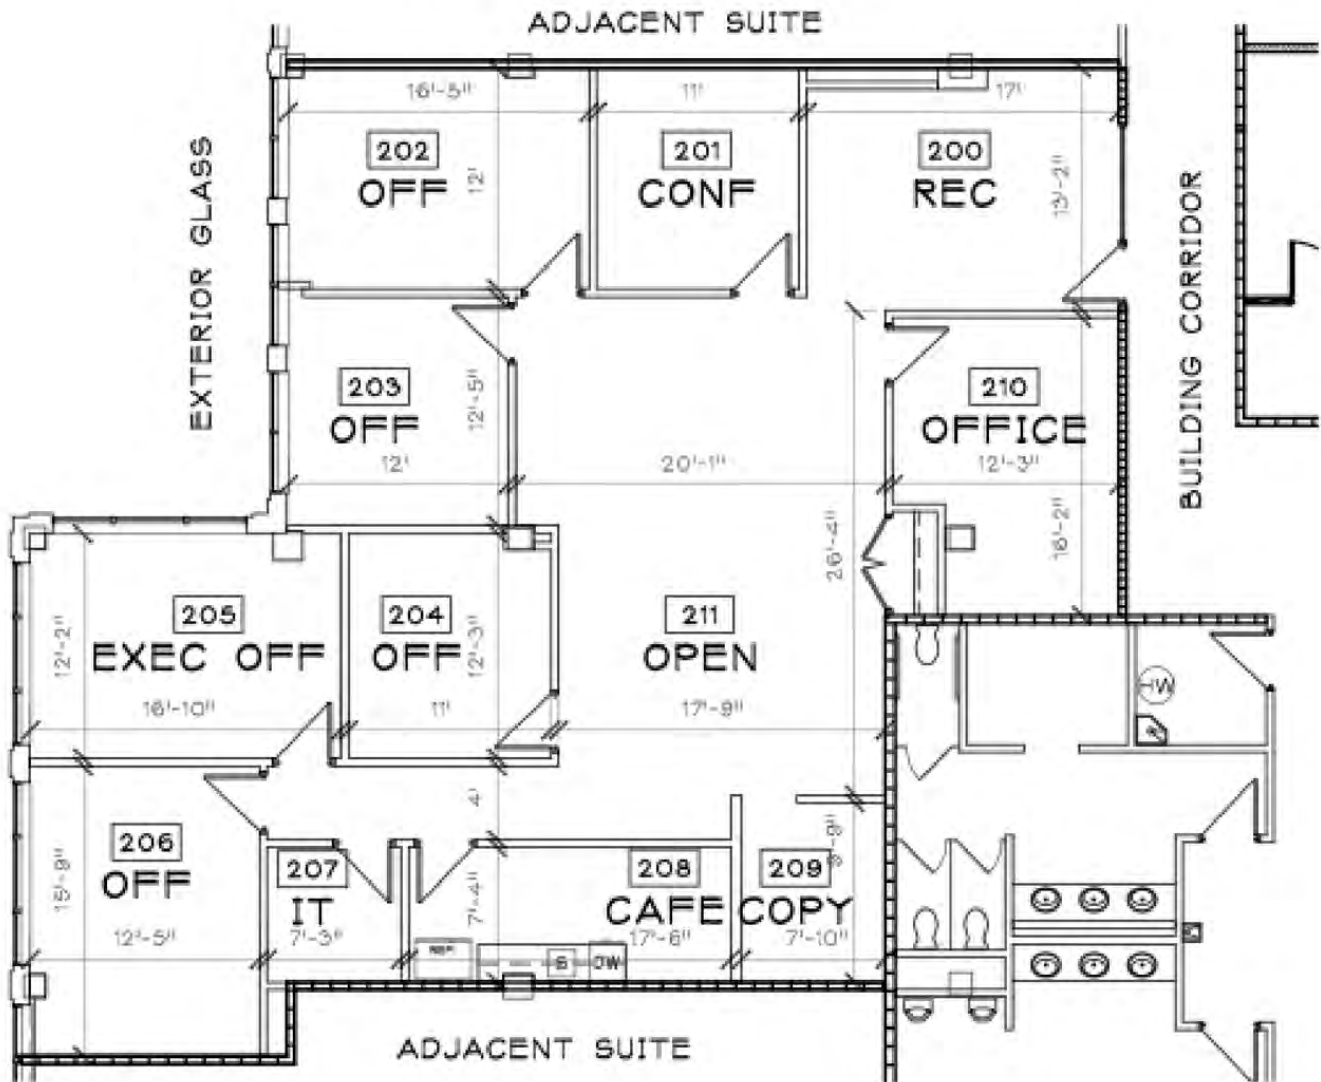 ADJACENT SUITE
16'-5"
11'
17'
202
OFF
12'
201
CONF
200
REC
13'-2"
EXTERIOR GLASS
BUILDING CORRIDOR
203
OFF
12'-5"
12'
20'-1"
210
OFFICE
12'-3"
16'-2"
26'-4"
205
EXEC OFF
12'-2"
16'-10"
204
OFF
12'-3"
11'
211
OPEN
17'-9"
HW
206
OFF
15'-9"
12'-5"
207
IT
7'-3"
4'
7'-4"
208
CAFE
17'-6"
209
COPY
7'-10"
REF
DW
ADJACENT SUITE